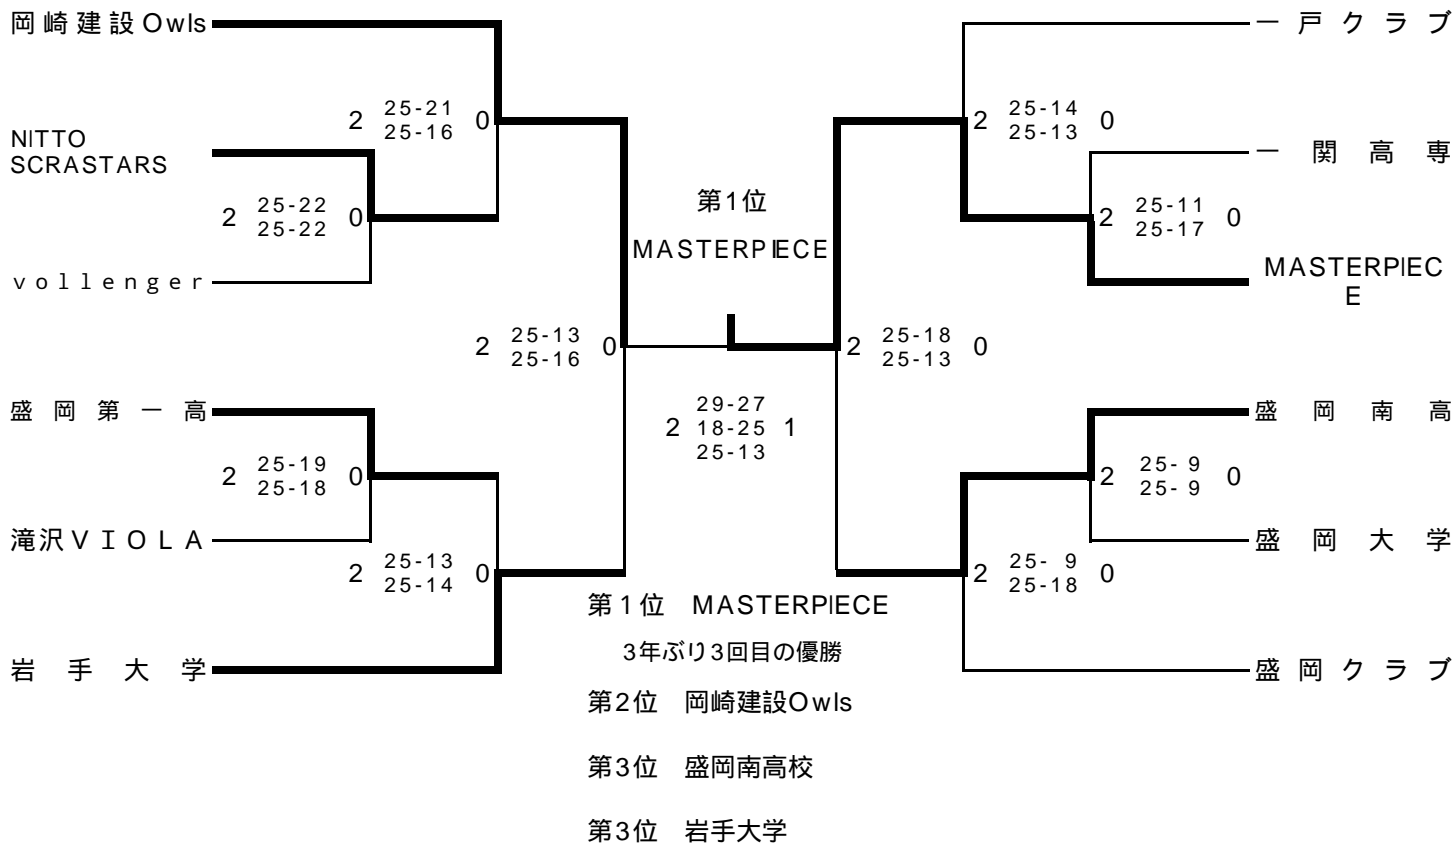 岡崎建設Owls
一戸クラブ
2 25-21 0
25-16
2 25-14 0
25-13
NITTO
SCRASTARS
一関高専
第1位
MASTERPIECE
2 25-22 0
25-22
2 25-11 0
25-17
vollenger
MASTERPIEC
E
2 25-13 0
25-16
2 25-18 0
25-13
盛岡第一高
盛岡南高
29-27
2 18-25 1
25-13
2 25-19 0
25-18
2 25- 9 0
25- 9
滝沢ＶＩＯＬＡ
盛岡大学
2 25-13 0
25-14
2 25- 9 0
25-18
第１位 MASTERPIECE
3年ぶり3回目の優勝
岩手大学
盛岡クラブ
第2位 岡崎建設Owls
第3位 盛岡南高校
第3位 岩手大学